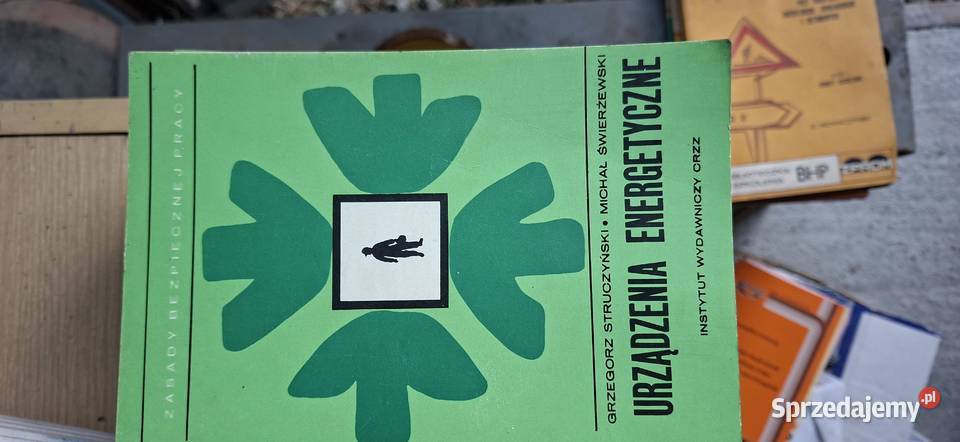 ZASADY BEZPIECZNEJ PRACY
GRZEGORZ STRUCZYŃSKI • MICHAŁ ŚWIERŻEWSKI
URZĄDZENIA ENERGETYCZNE
INSTYTUT WYDAWNICZY CRZZ
BHP
Sprzedajemy.pl